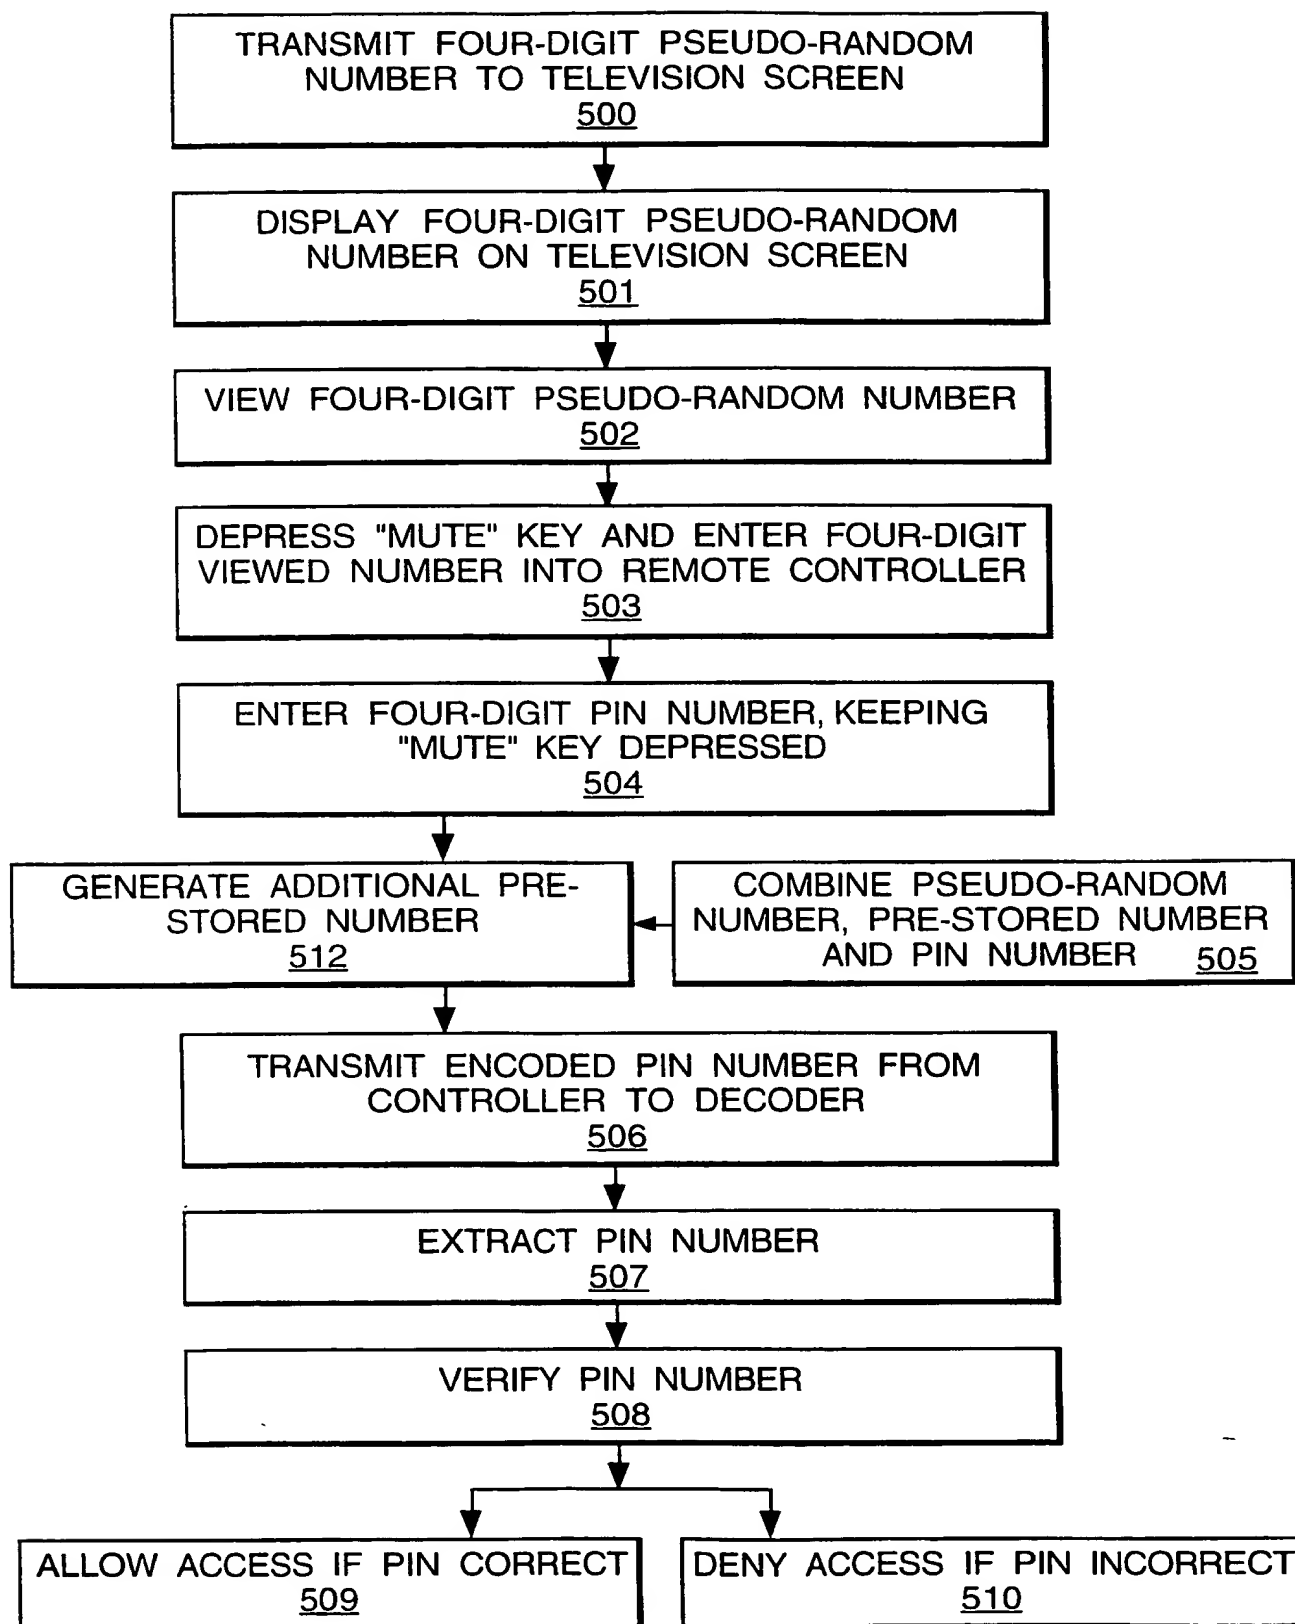 TRANSMIT FOUR-DIGIT PSEUDO-RANDOM
NUMBER TO TELEVISION SCREEN
500
DISPLAY FOUR-DIGIT PSEUDO-RANDOM
NUMBER ON TELEVISION SCREEN
501
VIEW FOUR-DIGIT PSEUDO-RANDOM NUMBER
502
DEPRESS "MUTE" KEY AND ENTER FOUR-DIGIT
VIEWED NUMBER INTO REMOTE CONTROLLER
503
ENTER FOUR-DIGIT PIN NUMBER, KEEPING
"MUTE" KEY DEPRESSED
504
GENERATE ADDITIONAL PRE-
STORED NUMBER
512
COMBINE PSEUDO-RANDOM
NUMBER, PRE-STORED NUMBER
AND PIN NUMBER 505
TRANSMIT ENCODED PIN NUMBER FROM
CONTROLLER TO DECODER
506
EXTRACT PIN NUMBER
507
VERIFY PIN NUMBER
508
ALLOW ACCESS IF PIN CORRECT
509
DENY ACCESS IF PIN INCORRECT
510